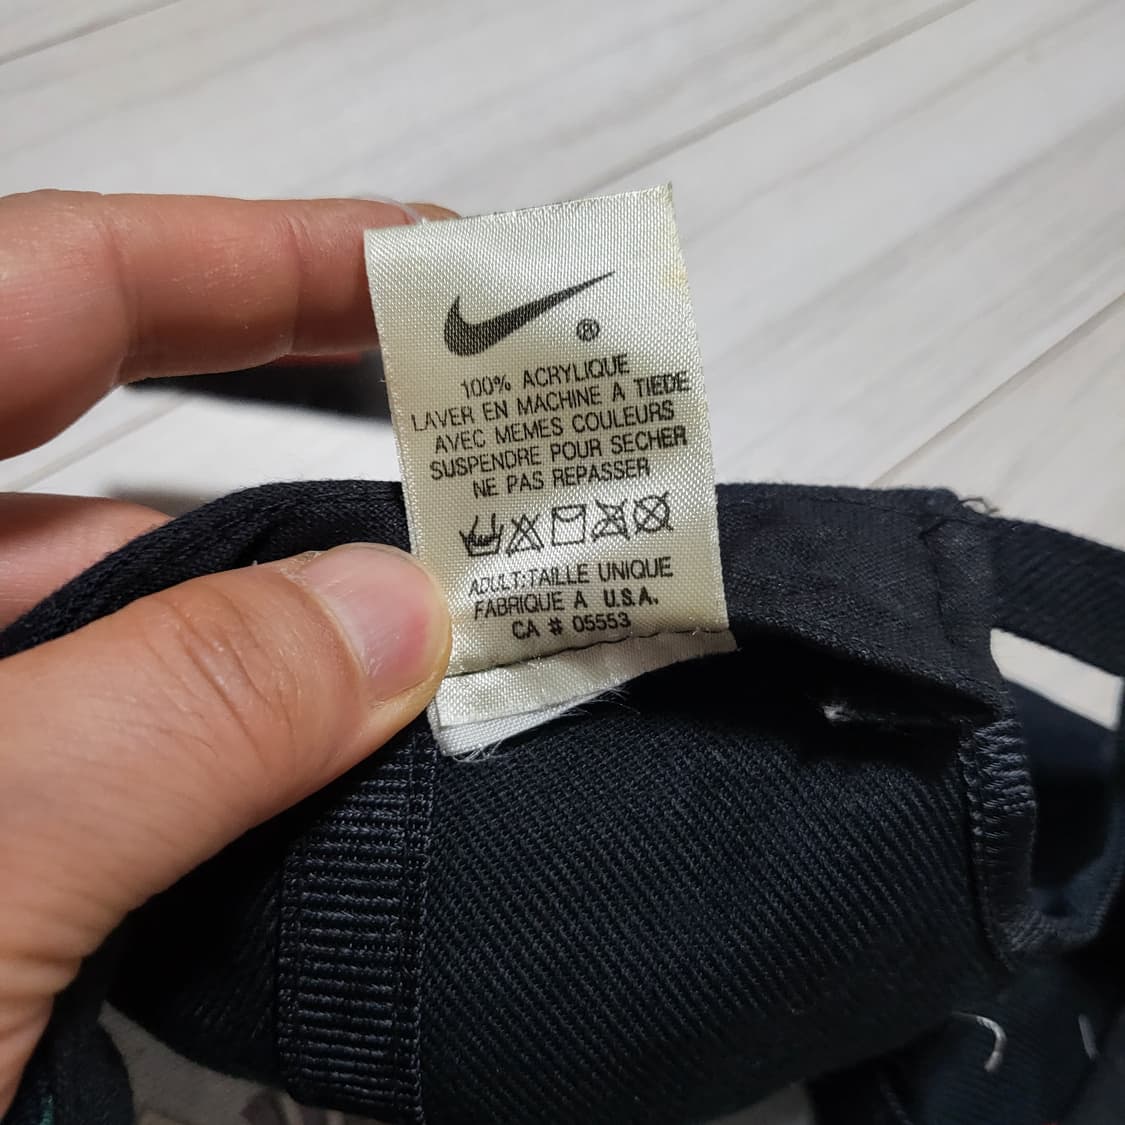 ®
100% ACRYLIQUE
LAVER EN MACHINE A TIEDE
AVEC MEMES COULEURS
SUSPENDRE POUR SECHER
NE PAS REPASSER
ADULT:TAILLE UNIQUE
FABRIQUE A U.S.A.
CA # 05553